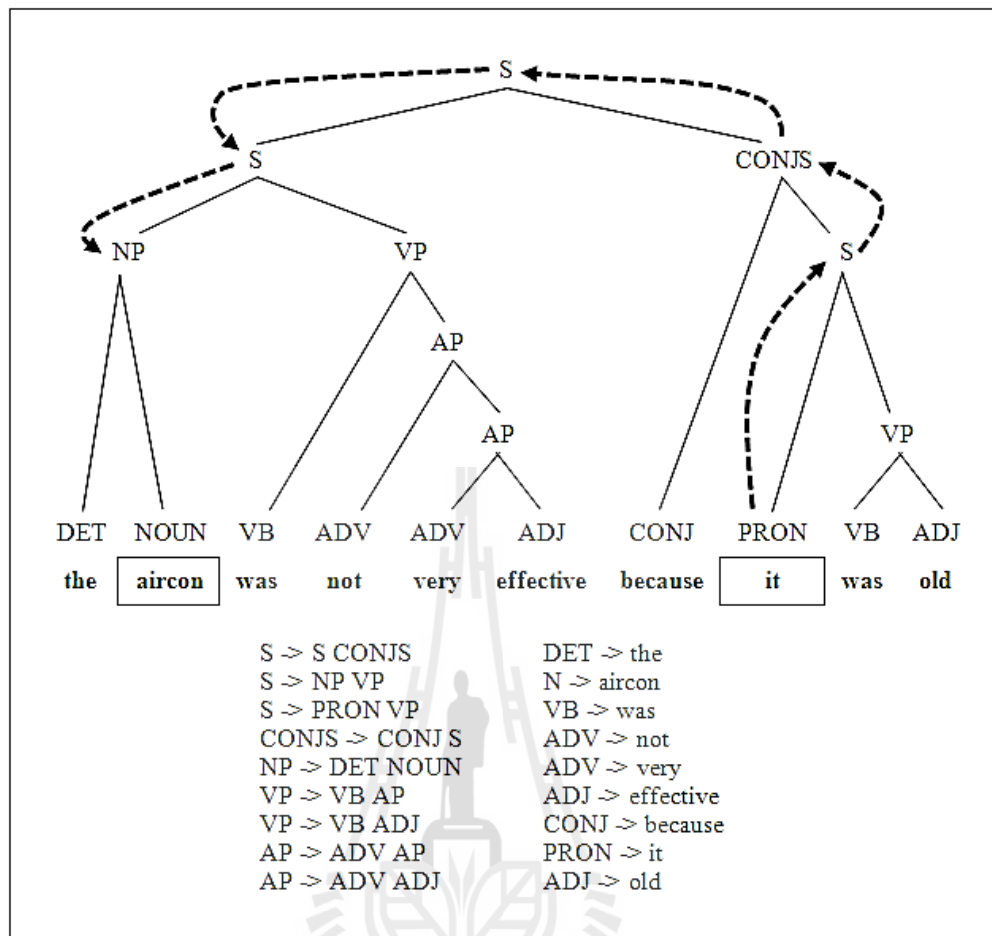 S
S CONJS
NP VP S
AP
AP VP
DET NOUN VB ADV ADV ADJ CONJ PRON VB ADJ
the aircon was not very effective because it was old
S -> S CONJS DET -> the
S -> NP VP N -> aircon
S -> PRON VP VB -> was
CONJS -> CONJ S ADV -> not
NP -> DET NOUN ADV -> very
VP -> VB AP ADJ -> effective
VP -> VB ADJ CONJ -> because
AP -> ADV AP PRON -> it
AP -> ADV ADJ ADJ -> old